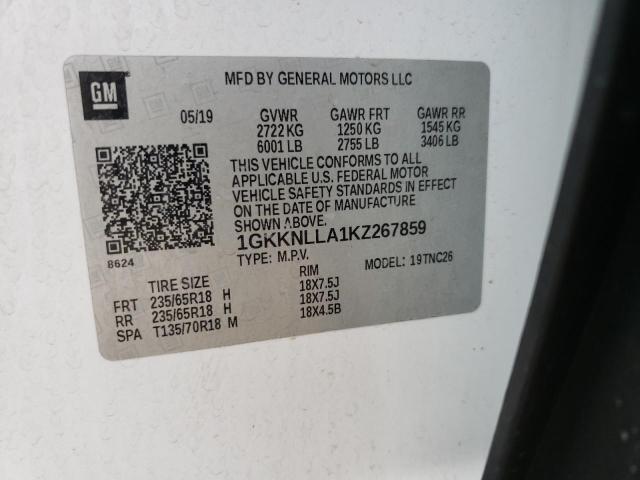 GM
MFD BY GENERAL MOTORS LLC
05/19 GVWR GAWR FRT GAWR RR
2722 KG 1250 KG 1545 KG
6001 LB 2755 LB 3406 LB
THIS VEHICLE CONFORMS TO ALL
APPLICABLE U.S. FEDERAL MOTOR
VEHICLE SAFETY STANDARDS IN EFFECT
ON THE DATE OF MANUFACTURE
SHOWN ABOVE.
1GKKNLLA1KZ267859
8624
TYPE: M.P.V. MODEL: 19TNC26
TIRE SIZE RIM
FRT 235/65R18 H 18X7.5J
RR 235/65R18 H 18X7.5J
SPA T135/70R18 M 18X4.5B